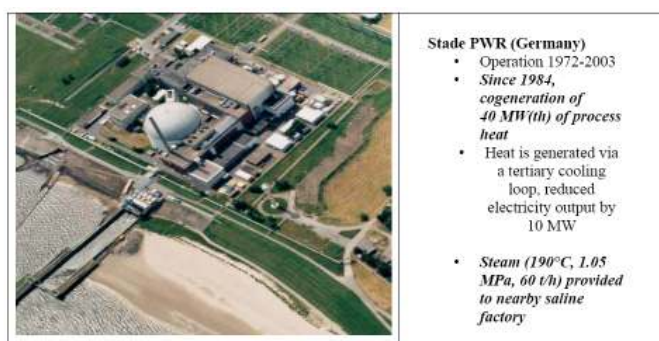 Stade PWR (Germany)
• Operation 1972-2003
• Since 1984,
cogeneration of
40 MW(th) of process
heat
• Heat is generated via
a tertiary cooling
loop, reduced
electricity output by
10 MW
• Steam (190°C, 1.05
MPa, 60 t/h) provided
to nearby saline
factory